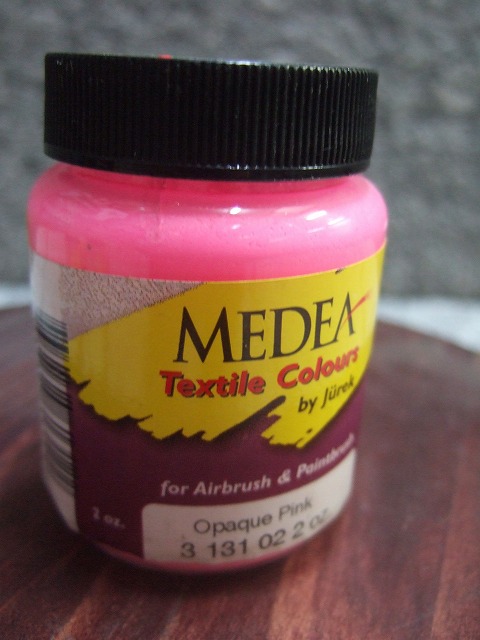 MEDEA
Textile Colours
by Jürek
for Airbrush & Paintbrush
2 oz.
Opaque Pink
3 131 02 2 oz.